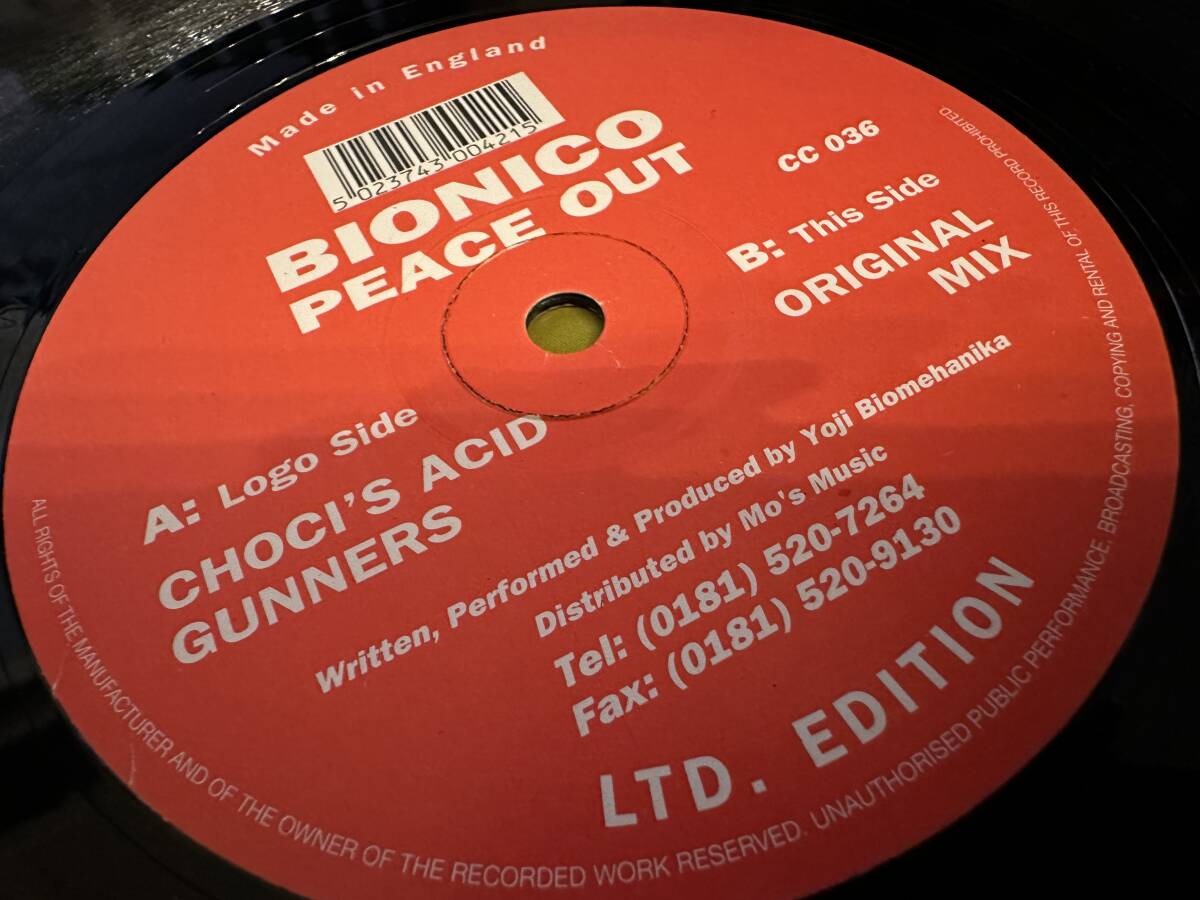 Made in England
5 023743 004215
BIONICO
PEACE OUT
CC 036
B: This Side
ORIGINAL
MIX
A: Logo Side
CHOCI'S ACID
GUNNERS
Written, Performed & Produced by Yoji Biomehanika
Distributed by Mo's Music
Tel: (0181) 520-7264
Fax: (0181) 520-9130
LTD. EDITION
ALL RIGHTS OF THE MANUFACTURER AND OF THE OWNER OF THE RECORDED WORK RESERVED. UNAUTHORISED PUBLIC PERFORMANCE. BROADCASTING, COPYING AND RENTAL OF THIS RECORD PROHIBITED.